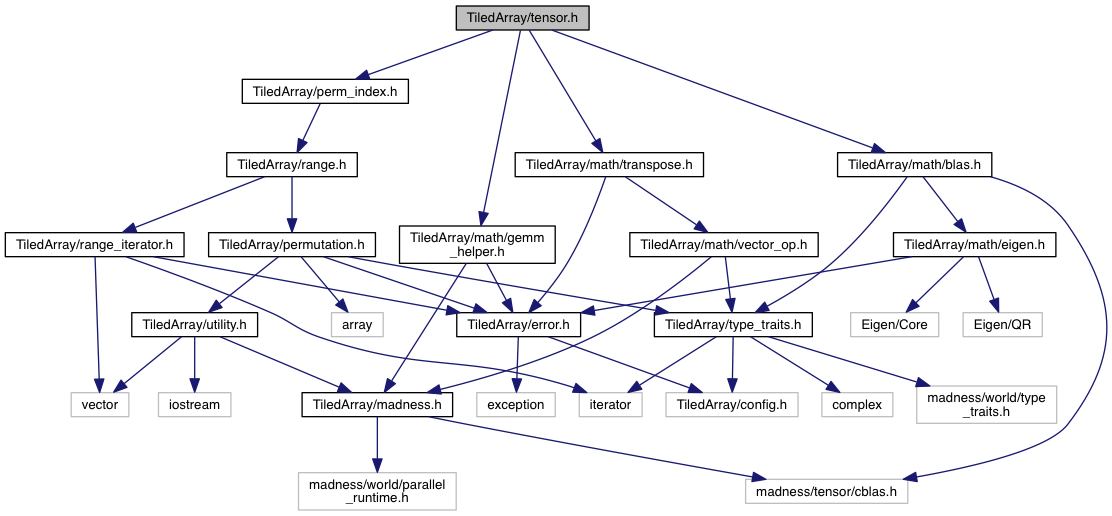 TiledArray/tensor.h
TiledArray/perm_index.h
TiledArray/range.h
TiledArray/math/transpose.h
TiledArray/math/blas.h
TiledArray/range_iterator.h
TiledArray/permutation.h
TiledArray/math/gemm
_helper.h
TiledArray/math/vector_op.h
TiledArray/math/eigen.h
TiledArray/utility.h
array
TiledArray/error.h
TiledArray/type_traits.h
Eigen/Core
Eigen/QR
vector
iostream
TiledArray/madness.h
exception
iterator
TiledArray/config.h
complex
madness/world/type
_traits.h
madness/world/parallel
_runtime.h
madness/tensor/cblas.h